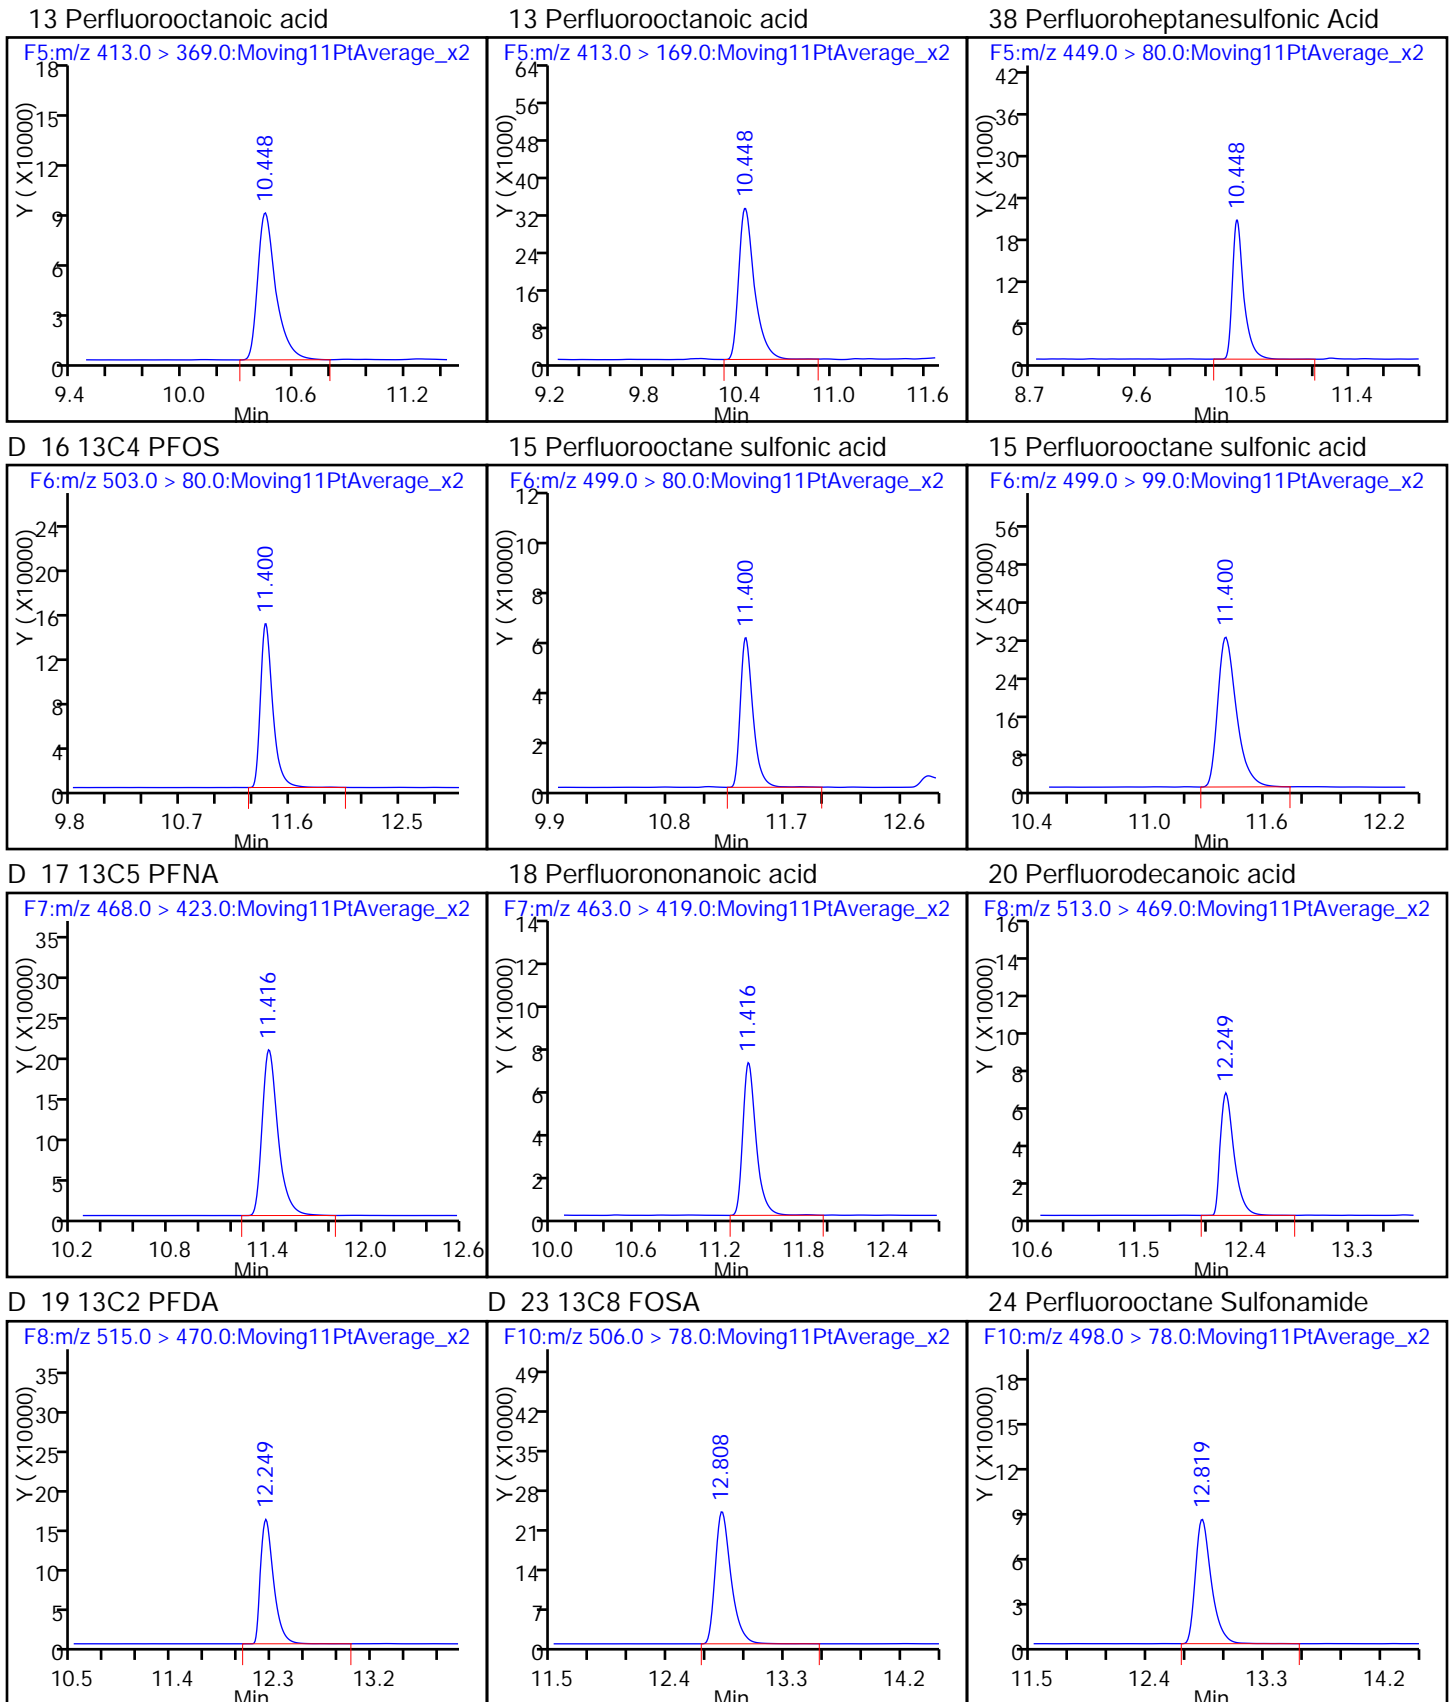 13 Perfluorooctanoic acid
F5:m/z 413.0 > 369.0:Moving11PtAverage_x2
Y ( X10000)
18
15
12
9
6
3
0
10.448
9.4 10.0 10.6 11.2
Min
13 Perfluorooctanoic acid
F5:m/z 413.0 > 169.0:Moving11PtAverage_x2
Y ( X1000)
64
56
48
40
32
24
16
8
0
10.448
9.2 9.8 10.4 11.0 11.6
Min
38 Perfluoroheptanesulfonic Acid
F5:m/z 449.0 > 80.0:Moving11PtAverage_x2
Y ( X1000)
42
36
30
24
18
12
6
0
10.448
8.7 9.6 10.5 11.4
Min
D 16 13C4 PFOS
F6:m/z 503.0 > 80.0:Moving11PtAverage_x2
Y ( X10000)
24
20
16
12
8
4
0
11.400
9.8 10.7 11.6 12.5
Min
15 Perfluorooctane sulfonic acid
F6:m/z 499.0 > 80.0:Moving11PtAverage_x2
Y ( X10000)
12
10
8
6
4
2
0
11.400
9.9 10.8 11.7 12.6
Min
15 Perfluorooctane sulfonic acid
F6:m/z 499.0 > 99.0:Moving11PtAverage_x2
Y ( X1000)
56
48
40
32
24
16
8
0
11.400
10.4 11.0 11.6 12.2
Min
D 17 13C5 PFNA
F7:m/z 468.0 > 423.0:Moving11PtAverage_x2
Y ( X10000)
35
30
25
20
15
10
5
0
11.416
10.2 10.8 11.4 12.0 12.6
Min
18 Perfluorononanoic acid
F7:m/z 463.0 > 419.0:Moving11PtAverage_x2
Y ( X10000)
14
12
10
8
6
4
2
0
11.416
10.0 10.6 11.2 11.8 12.4
Min
20 Perfluorodecanoic acid
F8:m/z 513.0 > 469.0:Moving11PtAverage_x2
Y ( X10000)
16
14
12
10
8
6
4
2
0
12.249
10.6 11.5 12.4 13.3
Min
D 19 13C2 PFDA
F8:m/z 515.0 > 470.0:Moving11PtAverage_x2
Y ( X10000)
35
30
25
20
15
10
5
0
12.249
10.5 11.4 12.3 13.2
Min
D 23 13C8 FOSA
F10:m/z 506.0 > 78.0:Moving11PtAverage_x2
Y ( X10000)
49
42
35
28
21
14
7
0
12.808
11.5 12.4 13.3 14.2
Min
24 Perfluorooctane Sulfonamide
F10:m/z 498.0 > 78.0:Moving11PtAverage_x2
Y ( X10000)
18
15
12
9
6
3
0
12.819
11.5 12.4 13.3 14.2
Min